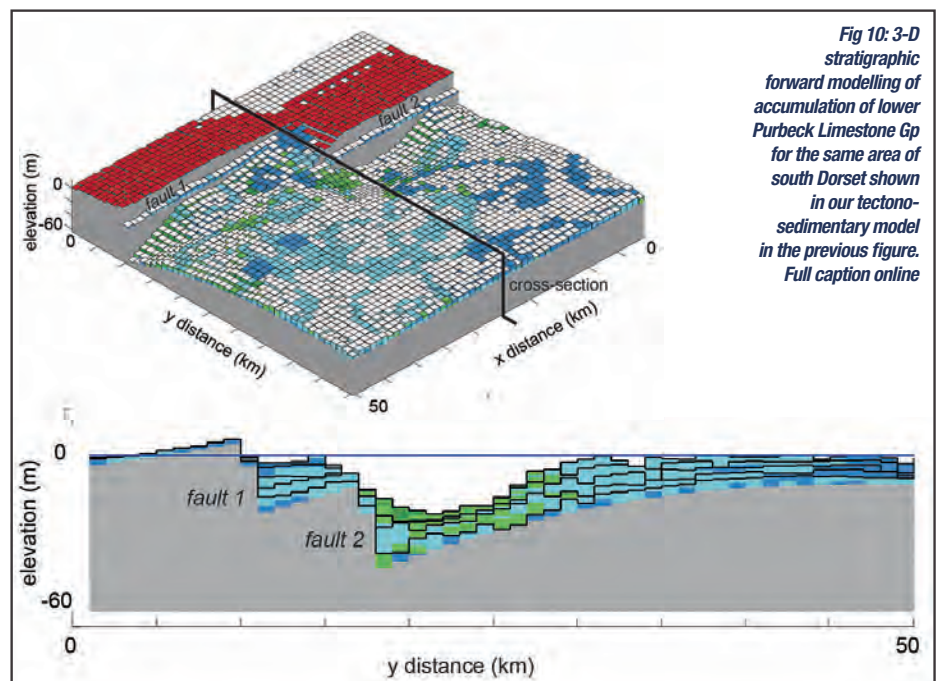 Fig 10: 3-D
stratigraphic
forward modelling of
accumulation of lower
Purbeck Limestone Gp
for the same area of
south Dorset shown
in our tectono-
sedimentary model
in the previous figure.
Full caption online
fault 2
fault 1
elevation (m)
0
-60
0
0
cross-section
y distance (km)
x distance (km)
50
0
fault 1
fault 2
elevation (m)
-60
0
50
y distance (km)